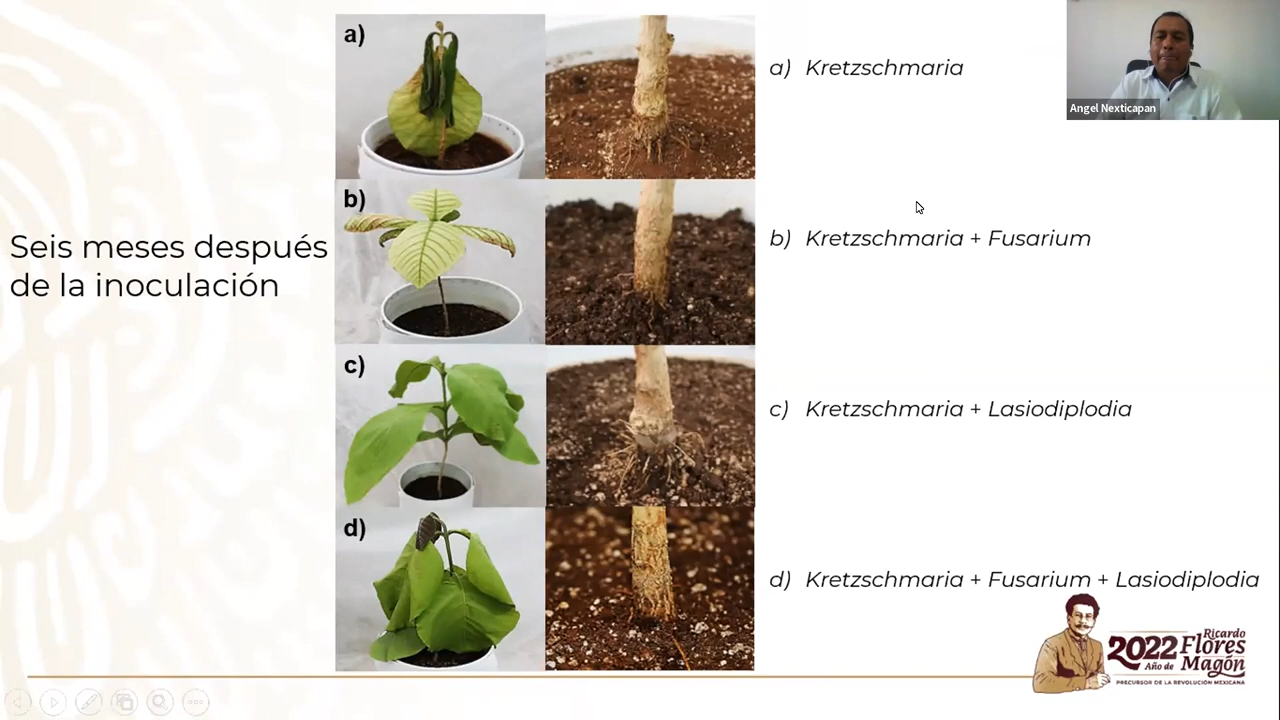 Seis meses después
de la inoculación
a)
b)
c)
d)
a) Kretzschmaria
b) Kretzschmaria + Fusarium
c) Kretzschmaria + Lasiodiplodia
d) Kretzschmaria + Fusarium + Lasiodiplodia
Angel Nexticapan
2022 Ricardo
Año de Flores
Magón
PRECURSOR DE LA REVOLUCIÓN MEXICANA